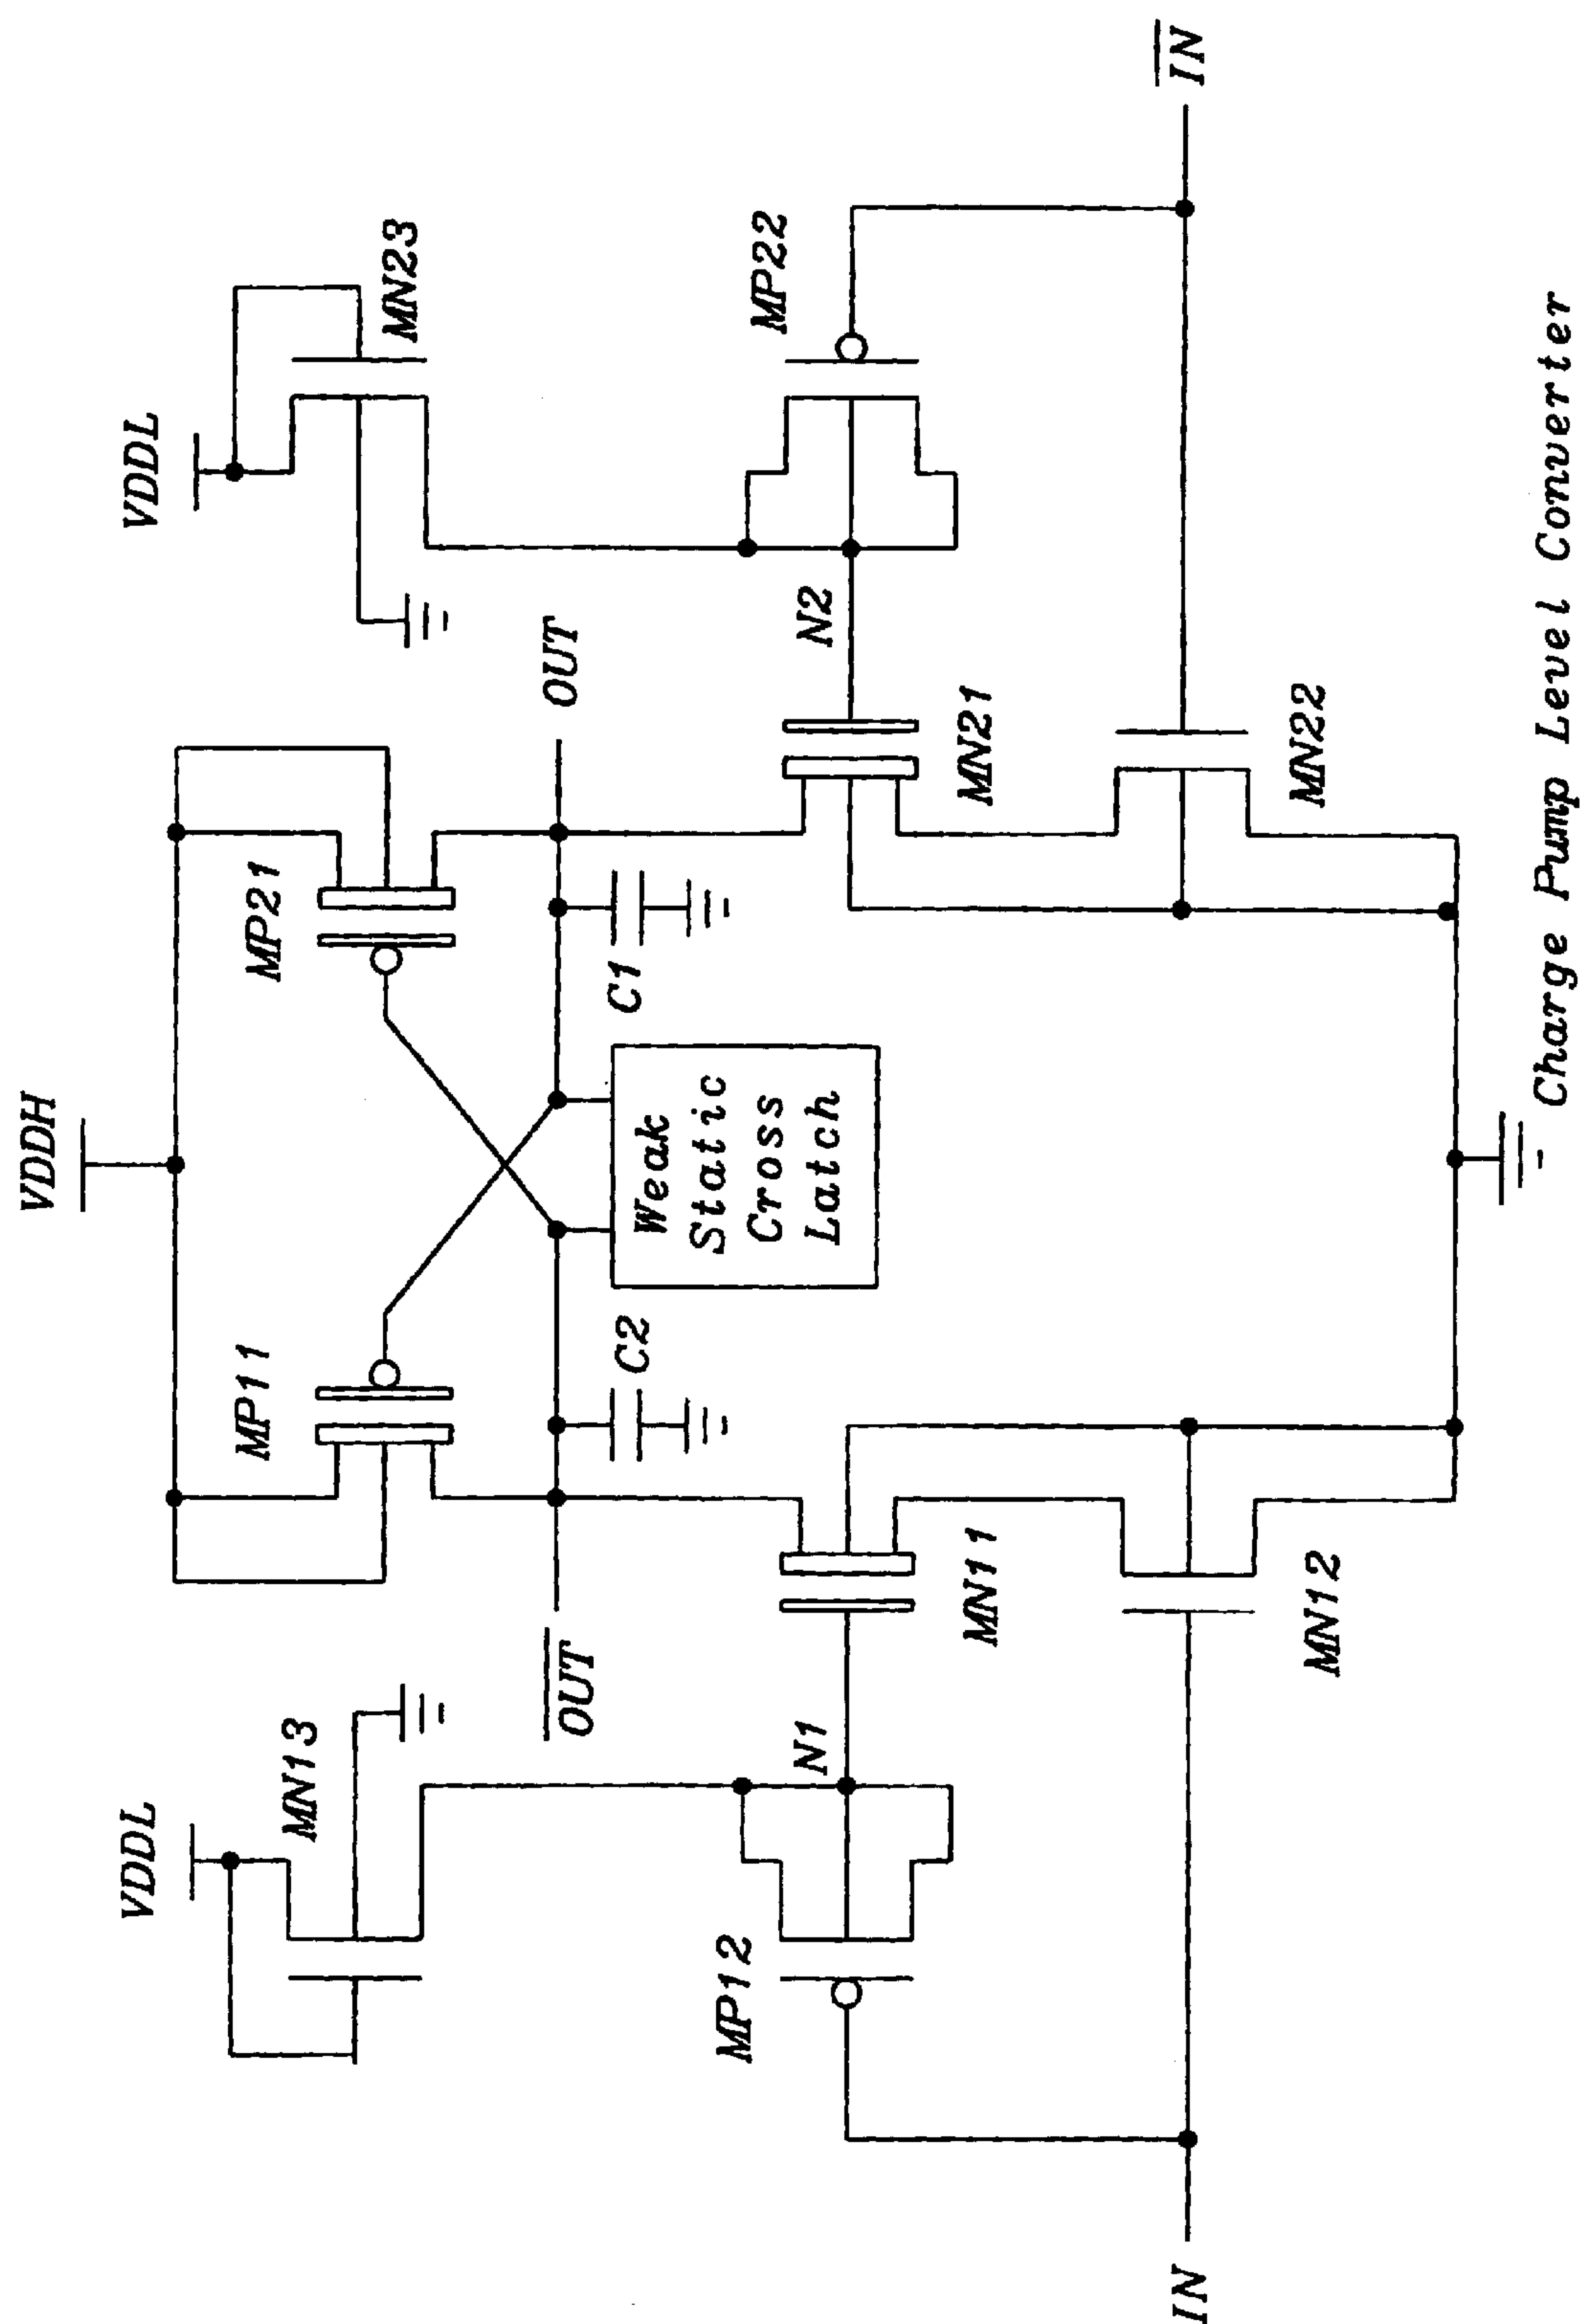 VDDH
VDDL
VDDL
MN13
MP11
MP21
MN23
OUT
OUT
C2
C1
Weak
Static
Cross
Latch
N1
N2
MP12
MP22
MN11
MN21
IN
IN
MN12
MN22
Charge Pump Level Converter